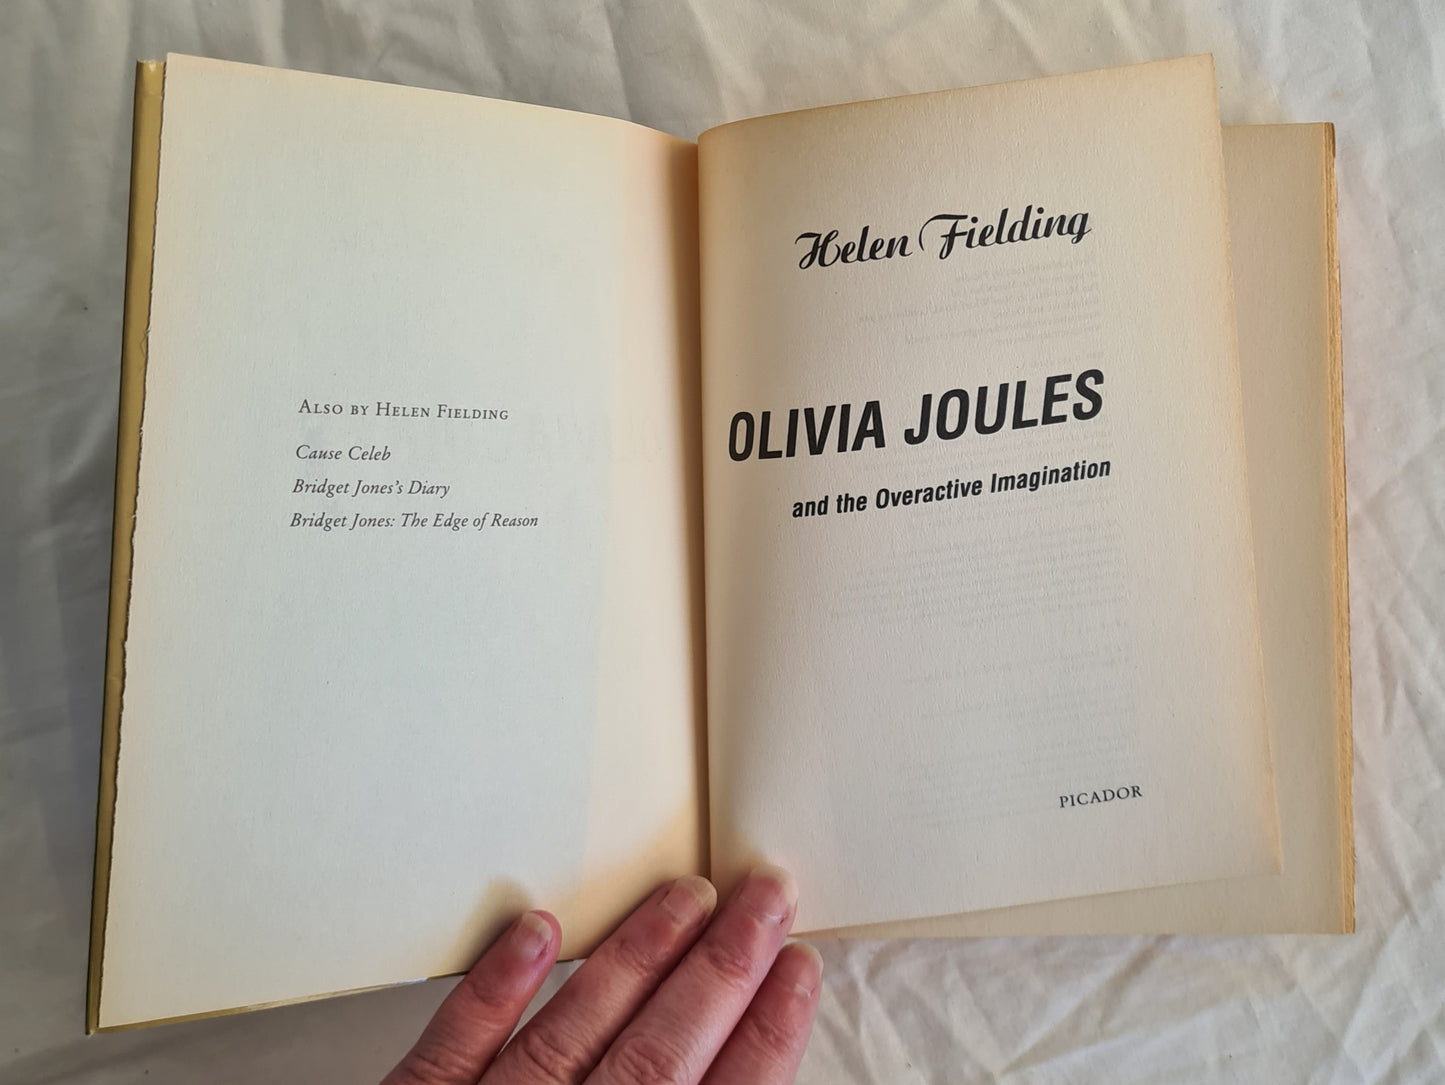 Also by Helen Fielding
Cause Celeb
Bridget Jones's Diary
Bridget Jones: The Edge of Reason
Helen Fielding
OLIVIA JOULES
and the Overactive Imagination
PICADOR